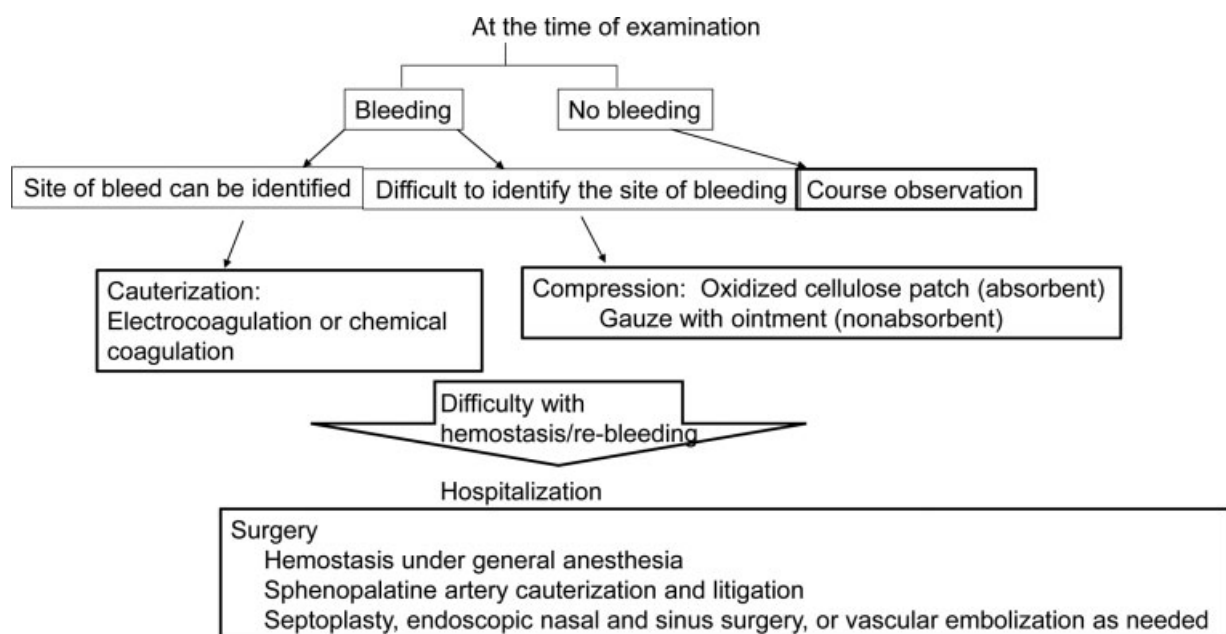 At the time of examination
Bleeding
No bleeding
Site of bleed can be identified
Difficult to identify the site of bleeding
Course observation
Cauterization:
Electrocoagulation or chemical
coagulation
Compression: Oxidized cellulose patch (absorbent)
Gauze with ointment (nonabsorbent)
Difficulty with
hemostasis/re-bleeding
Hospitalization
Surgery
Hemostasis under general anesthesia
Sphenopalatine artery cauterization and litigation
Septoplasty, endoscopic nasal and sinus surgery, or vascular embolization as needed